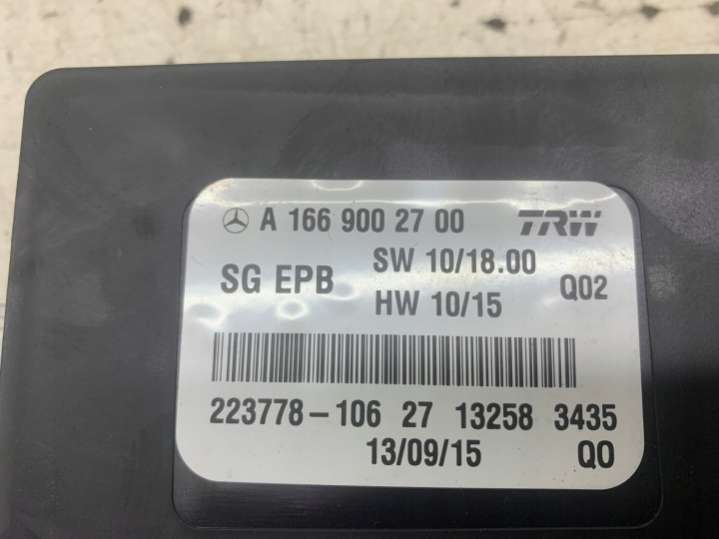 A 166 900 27 00 TRW
SG EPB SW 10/18.00
HW 10/15 Q02
223778-106 27 13258 3435
13/09/15 QO